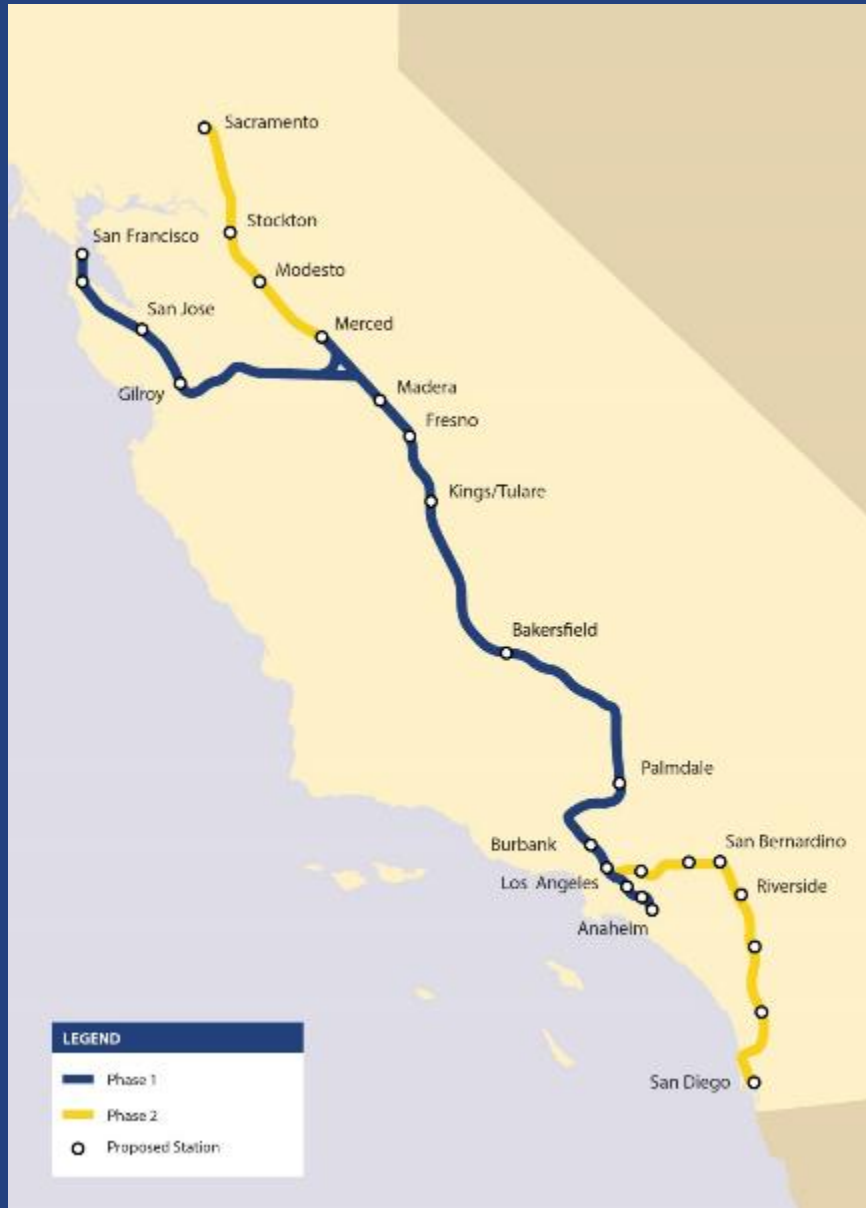 Sacramento
Stockton
San Francisco
Modesto
San Jose
Merced
Gilroy
Madera
Fresno
Kings/Tulare
Bakersfield
Palmdale
Burbank
San Bernardino
Los Angeles
Riverside
Anaheim
LEGEND
Phase 1
San Diego
Phase 2
Proposed Station